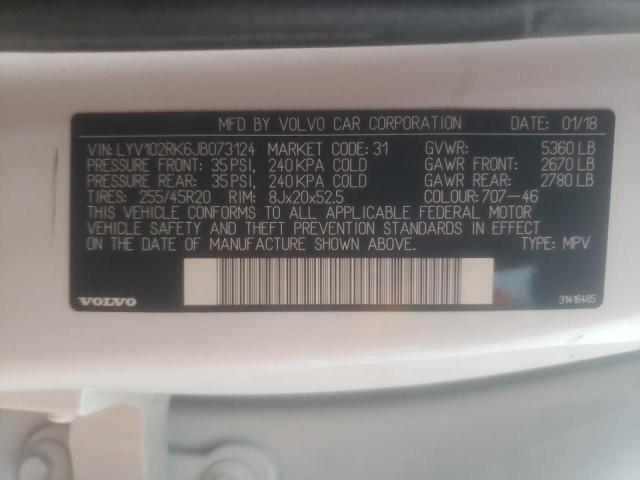 MFD BY VOLVO CAR CORPORATION DATE: 01/18
VIN: LYV102RK6JB073124 MARKET CODE: 31 GVWR: 5360 LB
PRESSURE FRONT: 35 PSI, 240 KPA COLD GAWR FRONT: 2670 LB
PRESSURE REAR: 35 PSI, 240 KPA COLD GAWR REAR: 2780 LB
TIRES: 255/45R20 RIM: 8Jx20x52.5 COLOUR: 707-46
THIS VEHICLE CONFORMS TO ALL APPLICABLE FEDERAL MOTOR
VEHICLE SAFETY AND THEFT PREVENTION STANDARDS IN EFFECT
ON THE DATE OF MANUFACTURE SHOWN ABOVE. TYPE: MPV
VOLVO 31416485